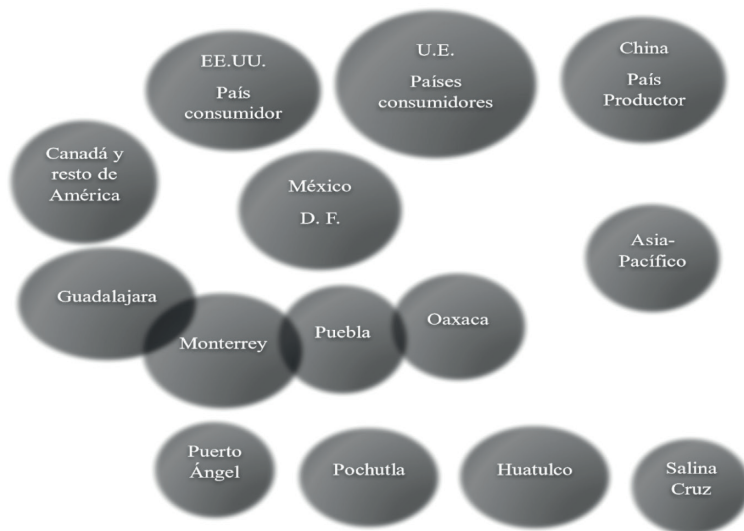 EE.UU.
País
consumidor
U.E.
Países
consumidores
China
País
Productor
Canadá y
resto de
América
México
D. F.
Asia-
Pacífico
Guadalajara
Monterrey
Puebla
Oaxaca
Puerto
Ángel
Pochutla
Huatulco
Salina
Cruz